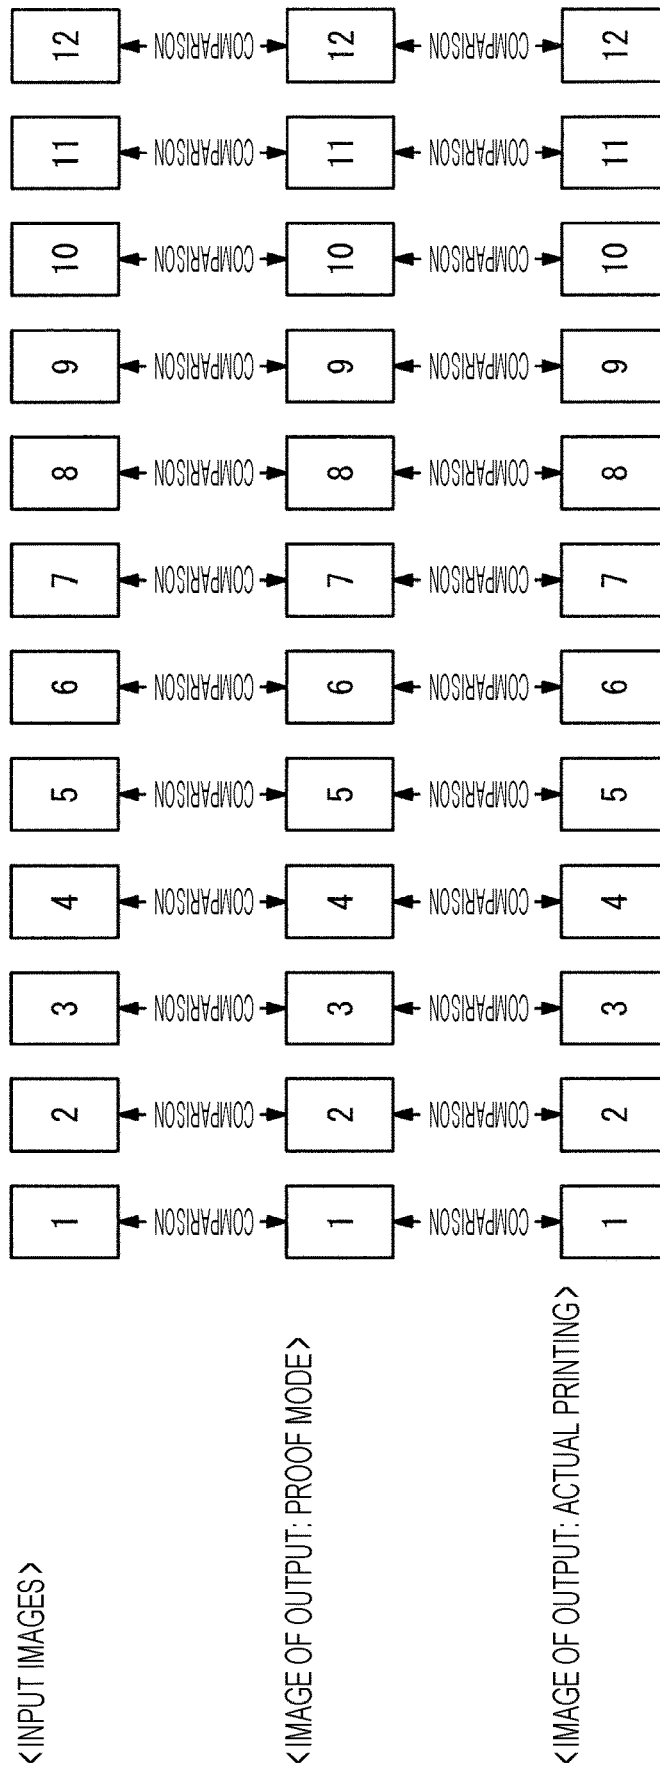 <INPUT IMAGES>
1 2 3 4 5 6 7 8 9 10 11 12
COMPARISON COMPARISON COMPARISON COMPARISON COMPARISON COMPARISON COMPARISON COMPARISON COMPARISON COMPARISON COMPARISON COMPARISON
<IMAGE OF OUTPUT: PROOF MODE>
1 2 3 4 5 6 7 8 9 10 11 12
COMPARISON COMPARISON COMPARISON COMPARISON COMPARISON COMPARISON COMPARISON COMPARISON COMPARISON COMPARISON COMPARISON COMPARISON
<IMAGE OF OUTPUT: ACTUAL PRINTING>
1 2 3 4 5 6 7 8 9 10 11 12